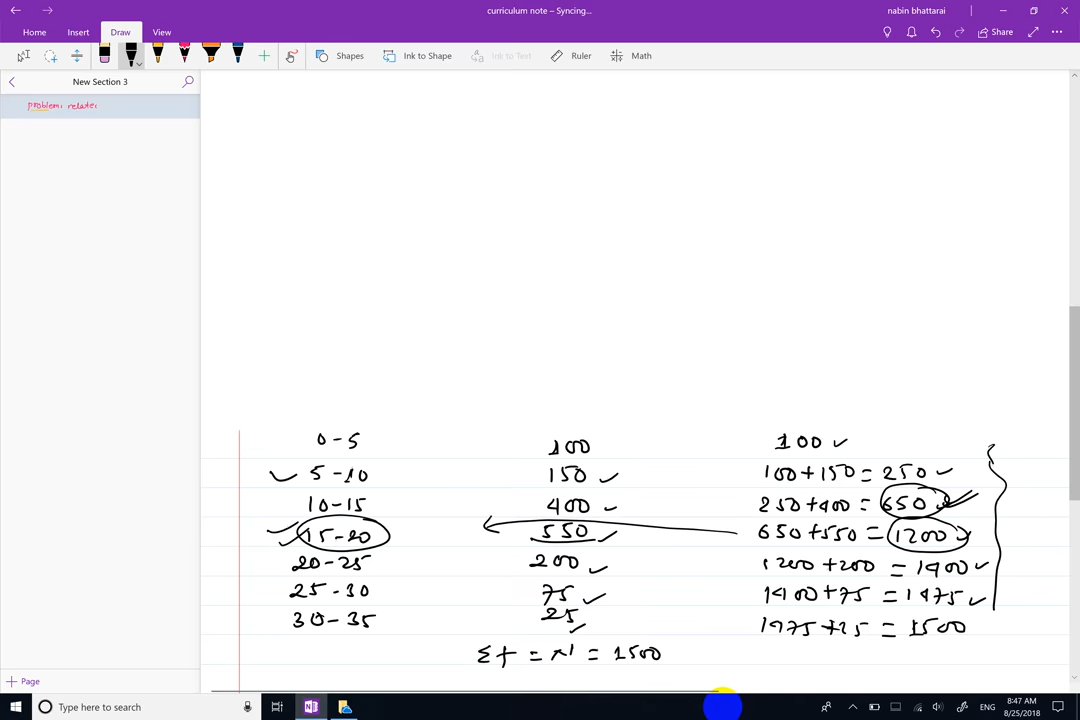 curriculum note - Syncing...
nabin bhattarai
Home Insert Draw View
Share
Shapes Ink to Shape Ink to Text Ruler Math
New Section 3
problem: relate:
0-5 100 100 ✓
✓ 5-10 150 ✓ 100+150=250 ✓
10-15 400 ✓ 250+400=650 ✓
✓ 15-20 550 ✓ 650+550=1200 ✓
20-25 200 ✓ 1200+200=1400 ✓
25-30 75 ✓ 1400+75=1475 ✓
30-35 25 ✓ 1475+25=1500
Σf = N = 1500
Page
Type here to search
ENG
8:47 AM
8/25/2018